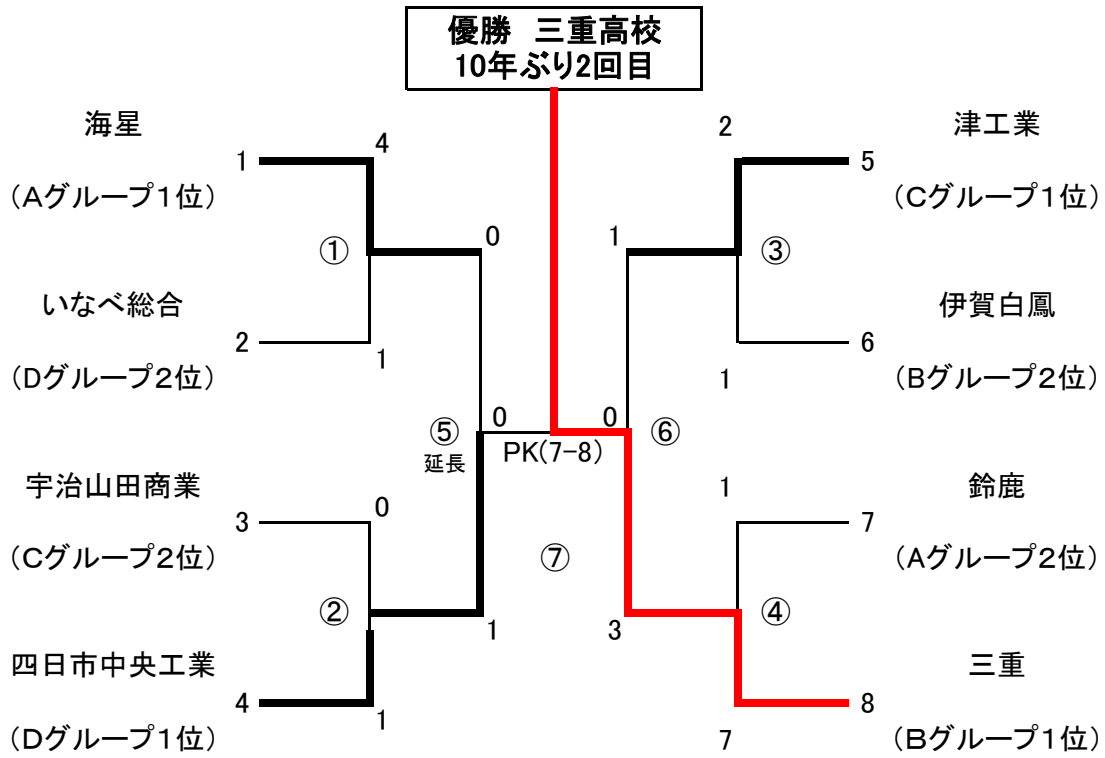 優勝 三重高校
10年ぶり2回目
海星
1
4
(Aグループ1位)
①
0
いなべ総合
2
1
(Dグループ2位)
⑤
延長
0
PK(7-8)
宇治山田商業
3
0
(Cグループ2位)
②
1
四日市中央工業
4
1
(Dグループ1位)
⑦
2
津工業
5
(Cグループ1位)
1
③
伊賀白鳳
6
1
(Bグループ2位)
0
⑥
1
鈴鹿
7
(Aグループ2位)
④
3
三重
8
7
(Bグループ1位)